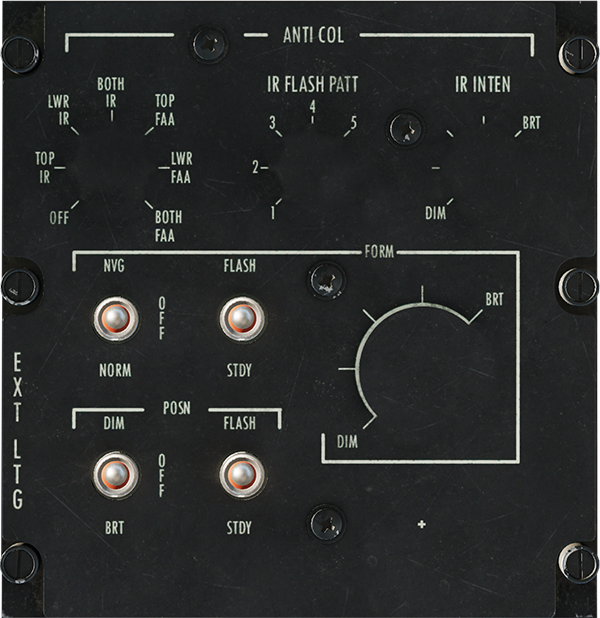 ANTI COL
IR FLASH PATT
IR INTEN
BOTH
IR
LWR
IR
TOP
FAA
TOP
IR
LWR
FAA
OFF
BOTH
FAA
1
2
3
4
5
BRT
DIM
FORM
NVG
FLASH
OFF
NORM
STDY
BRT
DIM
POSN
DIM
FLASH
OFF
BRT
STDY
EXT LTG